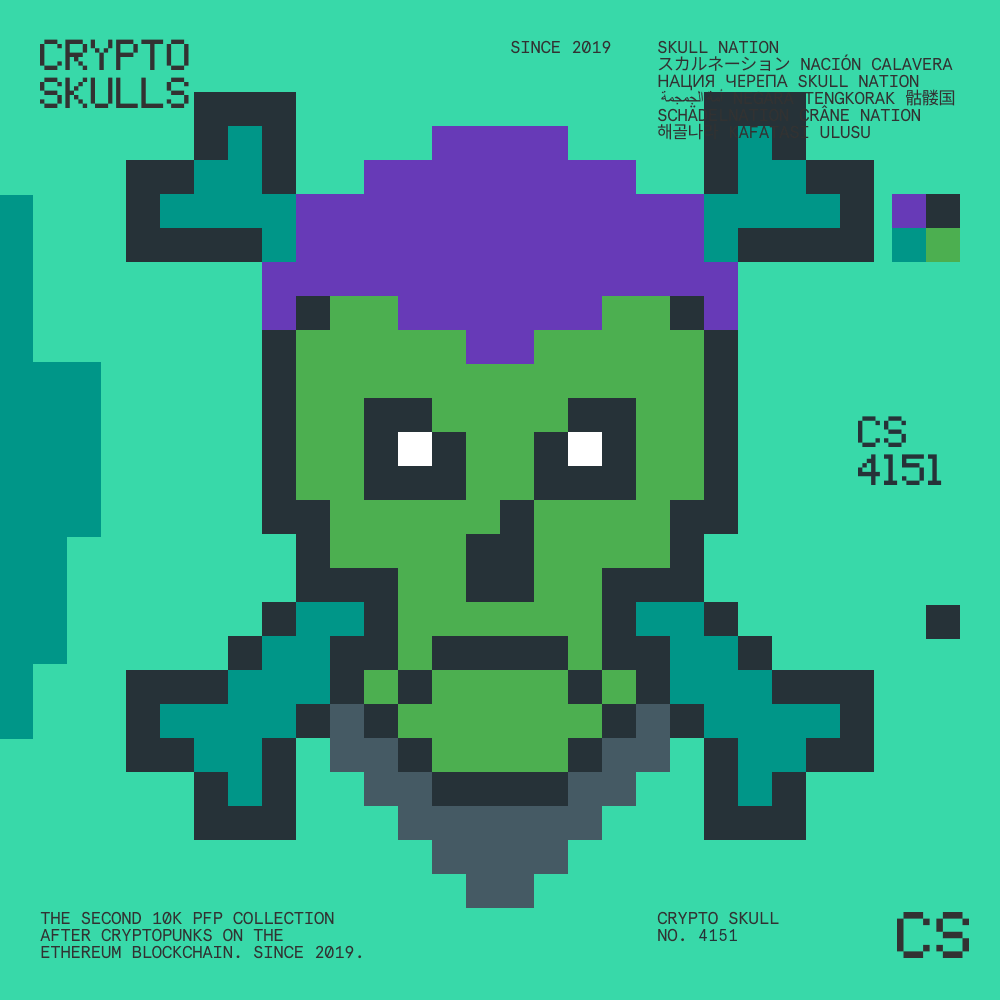 CRYPTO
SKULLS
SINCE 2019
SKULL NATION
スカルネーション NACIÓN CALAVERA
НАЦИЯ ЧЕРЕПА SKULL NATION
الجمجمة TENGKORAK 骷髅国
CRÂNE NATION
해골 ULUSU
CS
4151
THE SECOND 10K PFP COLLECTION
AFTER CRYPTOPUNKS ON THE
ETHEREUM BLOCKCHAIN. SINCE 2019.
CRYPTO SKULL
NO. 4151
CS